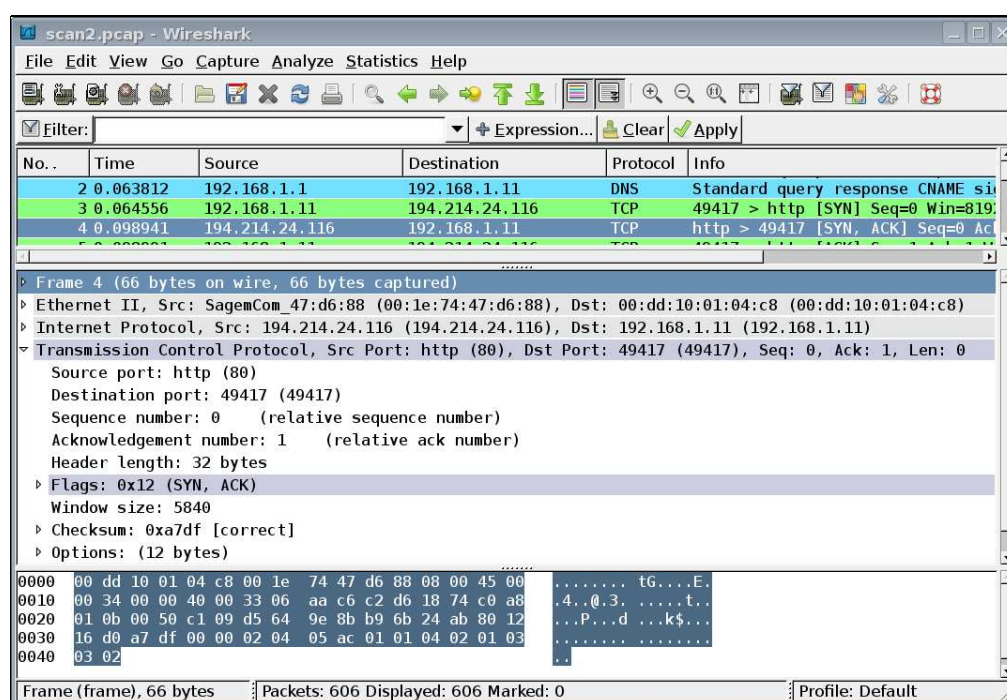 scan2.pcap - Wireshark
File Edit View Go Capture Analyze Statistics Help
Filter: Expression... Clear Apply
No. . Time Source Destination Protocol Info
2 0.063812 192.168.1.1 192.168.1.11 DNS Standard query response CNAME si
3 0.064556 192.168.1.11 194.214.24.116 TCP 49417 > http [SYN] Seq=0 Win=819
4 0.098941 194.214.24.116 192.168.1.11 TCP http > 49417 [SYN, ACK] Seq=0 Ac
Frame 4 (66 bytes on wire, 66 bytes captured)
Ethernet II, Src: SagemCom_47:d6:88 (00:1e:74:47:d6:88), Dst: 00:dd:10:01:04:c8 (00:dd:10:01:04:c8)
Internet Protocol, Src: 194.214.24.116 (194.214.24.116), Dst: 192.168.1.11 (192.168.1.11)
Transmission Control Protocol, Src Port: http (80), Dst Port: 49417 (49417), Seq: 0, Ack: 1, Len: 0
Source port: http (80)
Destination port: 49417 (49417)
Sequence number: 0 (relative sequence number)
Acknowledgement number: 1 (relative ack number)
Header length: 32 bytes
Flags: 0x12 (SYN, ACK)
Window size: 5840
Checksum: 0xa7df [correct]
Options: (12 bytes)
0000 00 dd 10 01 04 c8 00 1e 74 47 d6 88 08 00 45 00 ........ tG....E.
0010 00 34 00 00 40 00 33 06 aa c6 c2 d6 18 74 c0 a8 .4..@.3. .....t..
0020 01 0b 00 50 c1 09 d5 64 9e 8b b9 6b 24 ab 80 12 ...P...d ...k$...
0030 16 d0 a7 df 00 00 02 04 05 ac 01 01 04 02 01 03 ........ ........
0040 03 02 ..
Frame (frame), 66 bytes Packets: 606 Displayed: 606 Marked: 0 Profile: Default